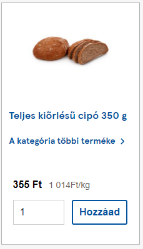 Teljes kiőrlésű cipó 350 g
A kategória többi terméke >
355 Ft 1 014Ft/kg
1 Hozzáad